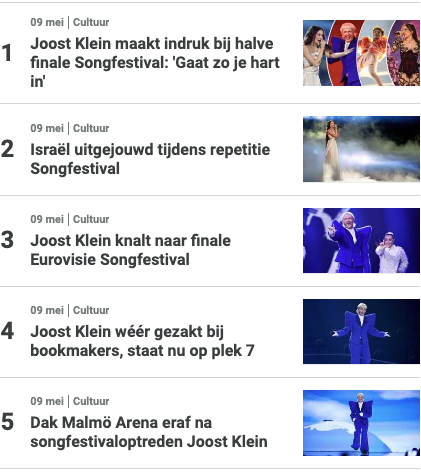 1
09 mei | Cultuur
Joost Klein maakt indruk bij halve
finale Songfestival: 'Gaat zo je hart
in'
2
09 mei | Cultuur
Israël uitgejouwd tijdens repetitie
Songfestival
3
09 mei | Cultuur
Joost Klein knalt naar finale
Eurovisie Songfestival
4
09 mei | Cultuur
Joost Klein wéér gezakt bij
bookmakers, staat nu op plek 7
5
09 mei | Cultuur
Dak Malmö Arena eraf na
songfestivaloptreden Joost Klein